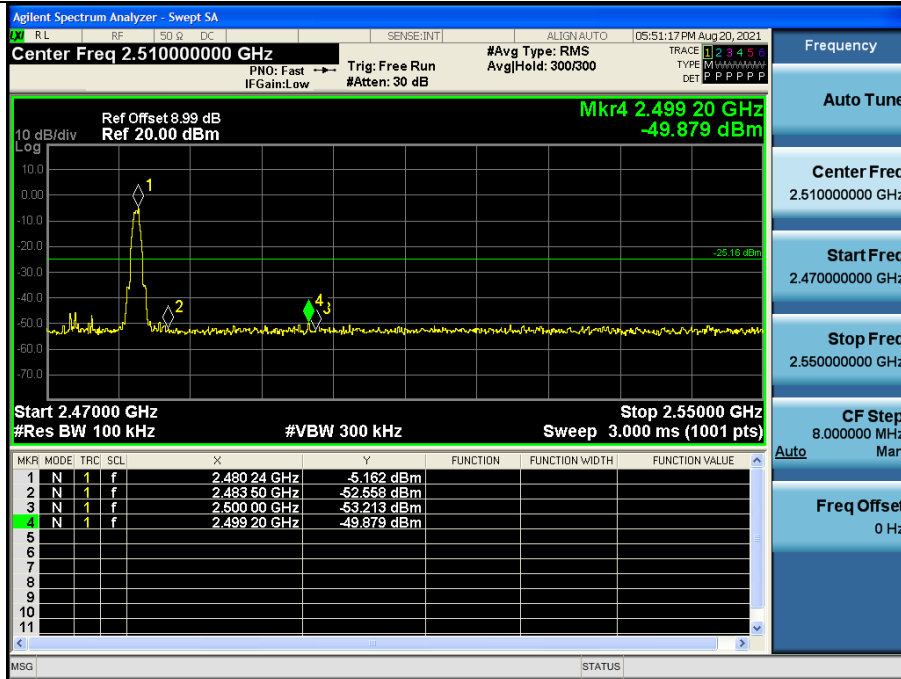 Agilent Spectrum Analyzer - Swept SA
LXI RL RF 50 Ω DC SENSE:INT ALIGN AUTO 05:51:17 PM Aug 20, 2021
Center Freq 2.510000000 GHz
PNO: Fast
IFGain:Low
Trig: Free Run
#Atten: 30 dB
#Avg Type: RMS
Avg|Hold: 300/300
TRACE 1 2 3 4 5 6
TYPE M W W W W W
DET P P P P P P
Ref Offset 8.99 dB
Ref 20.00 dBm
10 dB/div
Log
Mkr4 2.499 20 GHz
-49.879 dBm
10.0
0.00
-10.0
-20.0
-30.0
-40.0
-50.0
-60.0
-70.0
1
2
4
3
-25.16 dBm
Start 2.47000 GHz Stop 2.55000 GHz
#Res BW 100 kHz #VBW 300 kHz Sweep 3.000 ms (1001 pts)
MKR MODE TRC SCL X Y FUNCTION FUNCTION WIDTH FUNCTION VALUE
1 N 1 f 2.480 24 GHz -5.162 dBm
2 N 1 f 2.483 50 GHz -52.558 dBm
3 N 1 f 2.500 00 GHz -53.213 dBm
4 N 1 f 2.499 20 GHz -49.879 dBm
5
6
7
8
9
10
11
MSG STATUS
Frequency
Auto Tune
Center Freq
2.510000000 GHz
Start Freq
2.470000000 GHz
Stop Freq
2.550000000 GHz
CF Step
8.000000 MHz
Auto Man
Freq Offset
0 Hz